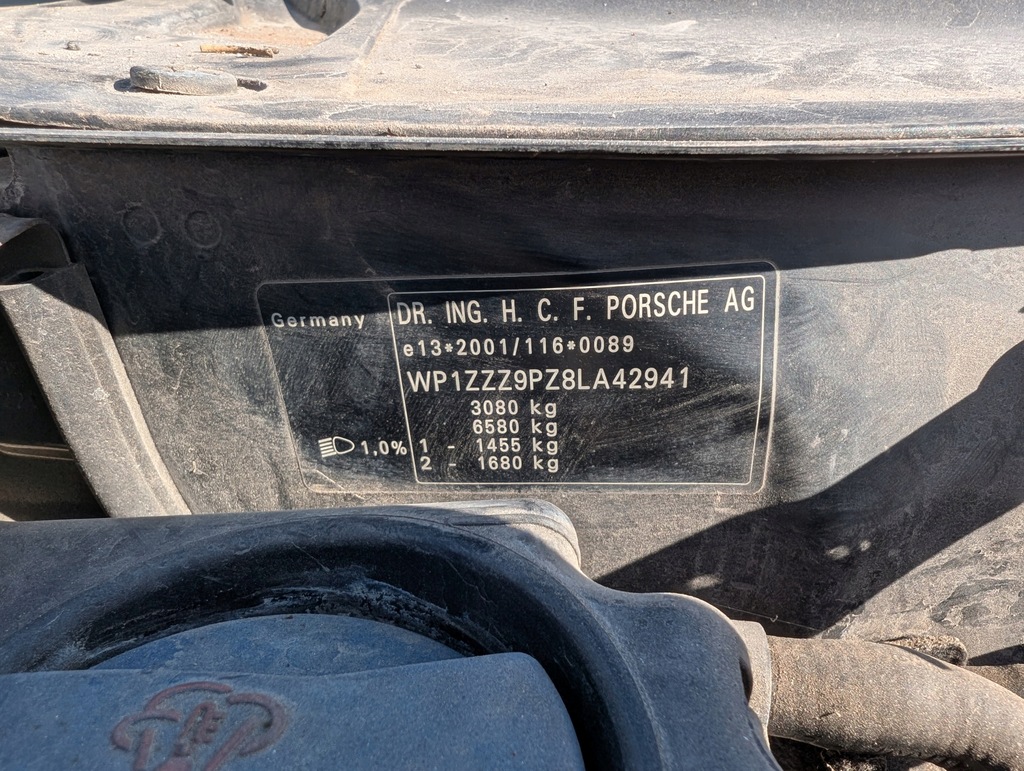 Germany
DR. ING. H. C. F. PORSCHE AG
e13*2001/116*0089
WP1ZZZ9PZ8LA42941
3080 kg
6580 kg
1,0% 1 - 1455 kg
2 - 1680 kg